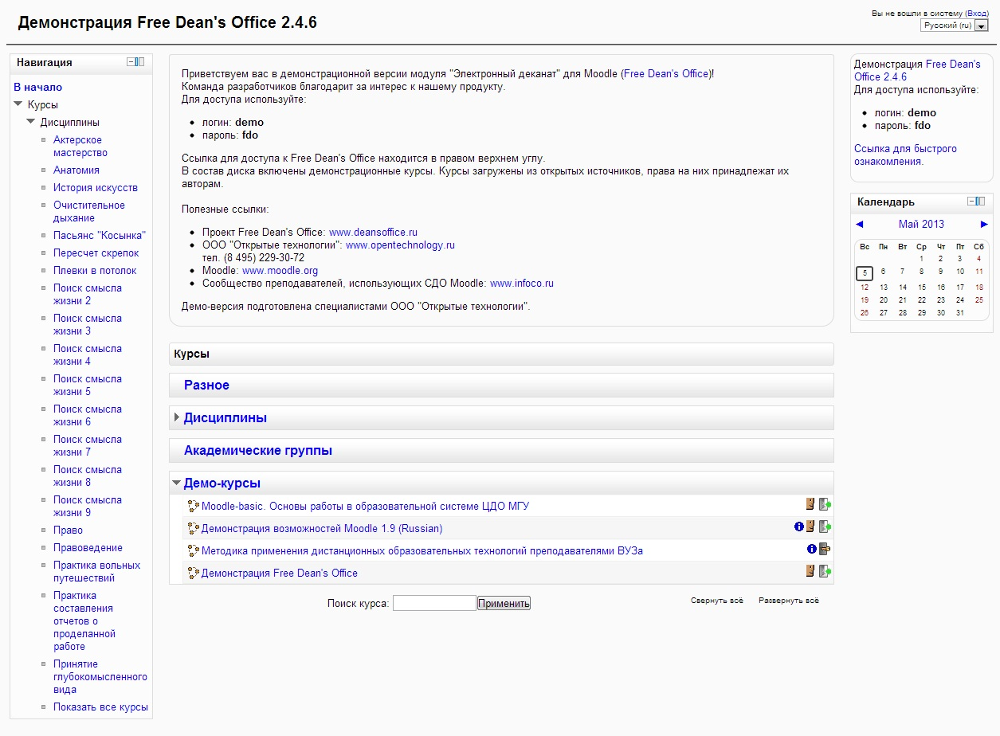 Демонстрация Free Dean's Office 2.4.6
Вы не вошли в систему (Вход)
Русский (ru)
Навигация
В начало
Курсы
Дисциплины
Актерское
мастерство
Анатомия
История искусств
Очистительное
дыхание
Пасьянс "Косынка"
Пересчет скрепок
Плевки в потолок
Поиск смысла
жизни 2
Поиск смысла
жизни 3
Поиск смысла
жизни 4
Поиск смысла
жизни 5
Поиск смысла
жизни 6
Поиск смысла
жизни 7
Поиск смысла
жизни 8
Поиск смысла
жизни 9
Право
Правоведение
Практика вольных
путешествий
Практика
составления
отчетов о
проделанной
работе
Принятие
глубокомысленного
вида
Показать все курсы
Приветствуем вас в демонстрационной версии модуля "Электронный деканат" для Moodle (Free Dean's Office)!
Команда разработчиков благодарит за интерес к нашему продукту.
Для доступа используйте:
логин: demo
пароль: fdo
Ссылка для доступа к Free Dean's Office находится в правом верхнем углу.
В состав диска включены демонстрационные курсы. Курсы загружены из открытых источников, права на них принадлежат их
авторам.
Полезные ссылки:
Проект Free Dean's Office: www.deansoffice.ru
ООО "Открытые технологии": www.opentechnology.ru
тел. (8 495) 229-30-72
Moodle: www.moodle.org
Сообщество преподавателей, использующих СДО Moodle: www.infoco.ru
Демо-версия подготовлена специалистами ООО "Открытые технологии".
Курсы
Разное
Дисциплины
Академические группы
Демо-курсы
Moodle-basic. Основы работы в образовательной системе ЦДО МГУ
Демонстрация возможностей Moodle 1.9 (Russian)
Методика применения дистанционных образовательных технологий преподавателями ВУЗа
Демонстрация Free Dean's Office
Поиск курса: Применить
Свернуть всё Развернуть всё
Демонстрация Free Dean's
Office 2.4.6
Для доступа используйте:
логин: demo
пароль: fdo
Ссылка для быстрого
ознакомления.
Календарь
◄ Май 2013 ►
Вс Пн Вт Ср Чт Пт Сб
1 2 3 4
5 6 7 8 9 10 11
12 13 14 15 16 17 18
19 20 21 22 23 24 25
26 27 28 29 30 31